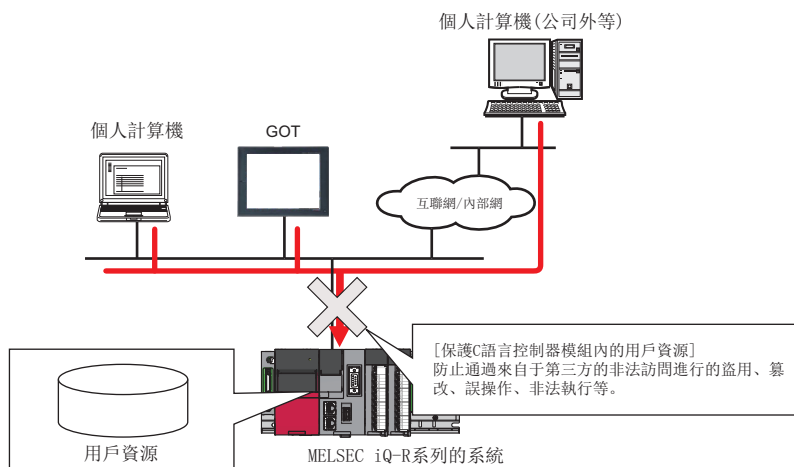 個人計算機(公司外等)
個人計算機
GOT
互聯網/內部網
[保護C語言控制器模組內的用戶資源]
防止通過來自于第三方的非法訪問進行的盜用、篡
改、誤操作、非法執行等。
用戶資源
MELSEC iQ-R系列的系統